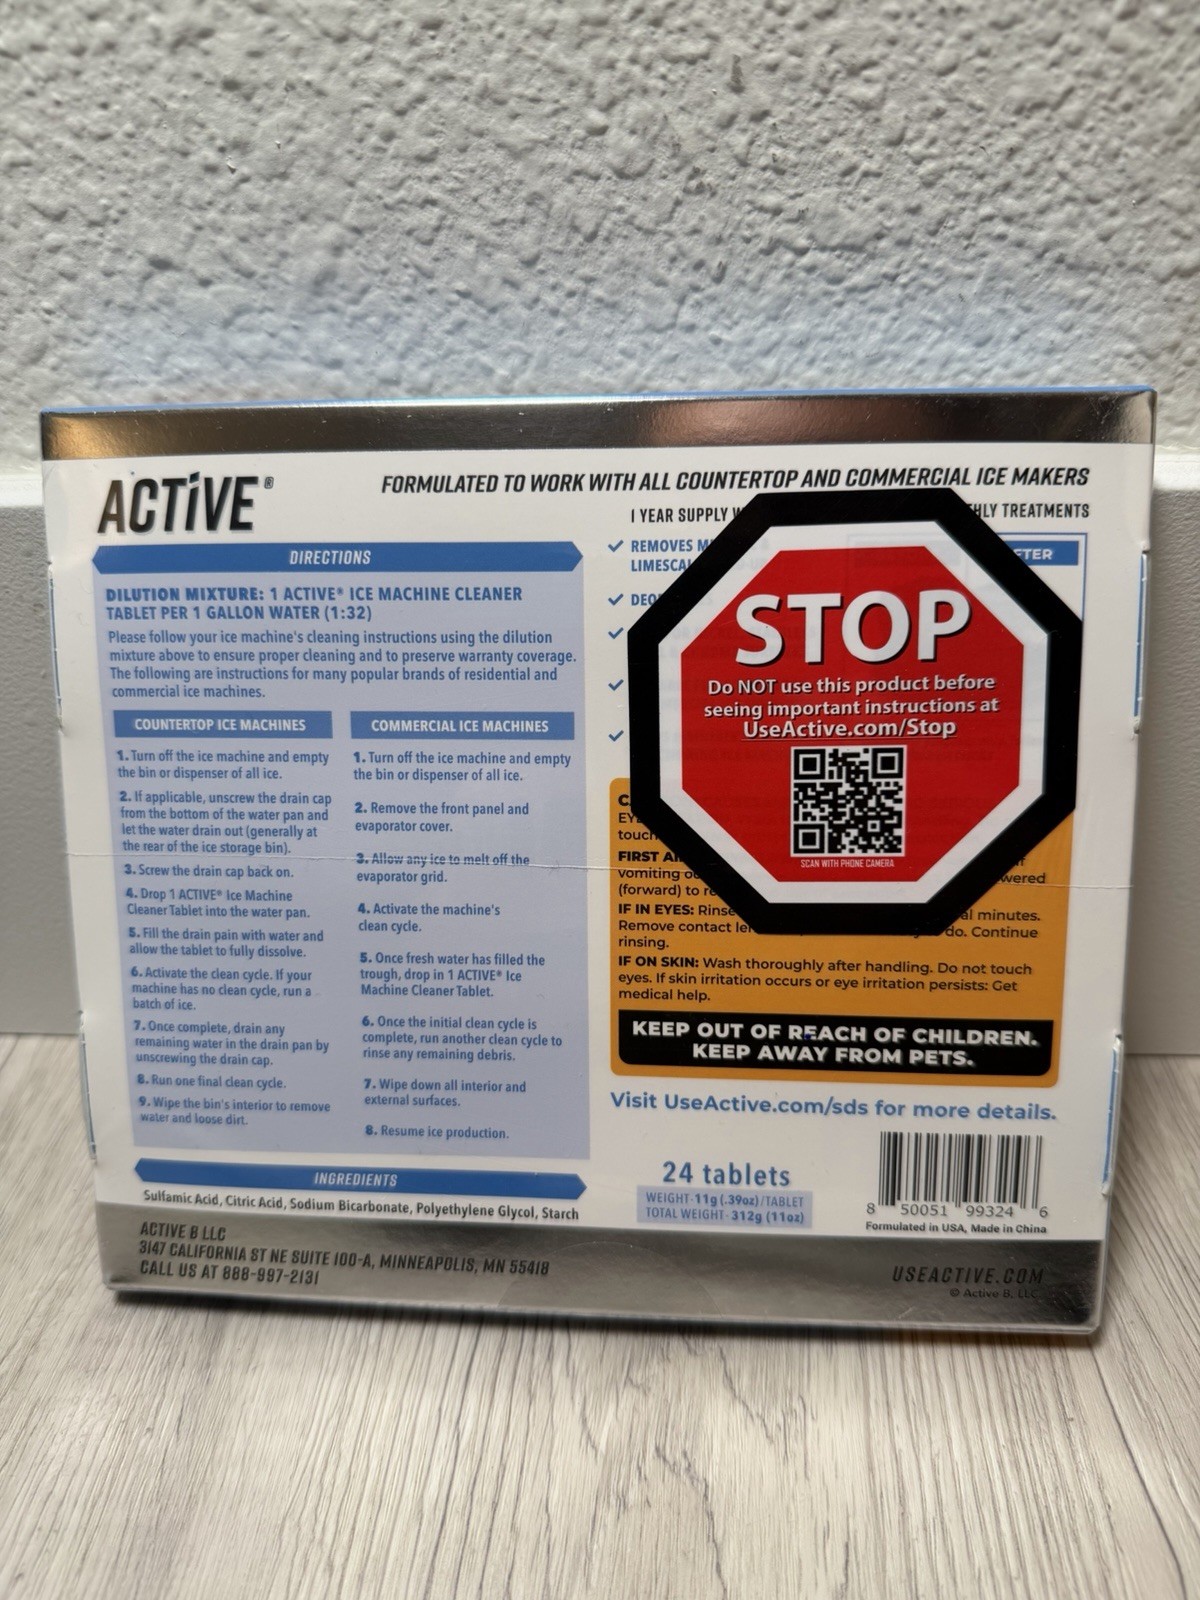 ACTiVE®
FORMULATED TO WORK WITH ALL COUNTERTOP AND COMMERCIAL ICE MAKERS
1 YEAR SUPPLY
TREATMENTS
DIRECTIONS
DILUTION MIXTURE: 1 ACTIVE® ICE MACHINE CLEANER
TABLET PER 1 GALLON WATER (1:32)
Please follow your ice machine's cleaning instructions using the dilution
mixture above to ensure proper cleaning and to preserve warranty coverage.
The following are instructions for many popular brands of residential and
commercial ice machines.
COUNTERTOP ICE MACHINES
1. Turn off the ice machine and empty
the bin or dispenser of all ice.
2. If applicable, unscrew the drain cap
from the bottom of the water pan and
let the water drain out (generally at
the rear of the ice storage bin).
3. Screw the drain cap back on.
4. Drop 1 ACTIVE® Ice Machine
Cleaner Tablet into the water pan.
5. Fill the drain pain with water and
allow the tablet to fully dissolve.
6. Activate the clean cycle. If your
machine has no clean cycle, run a
batch of ice.
7. Once complete, drain any
remaining water in the drain pan by
unscrewing the drain cap.
8. Run one final clean cycle.
9. Wipe the bin's interior to remove
water and loose dirt.
COMMERCIAL ICE MACHINES
1. Turn off the ice machine and empty
the bin or dispenser of all ice.
2. Remove the front panel and
evaporator cover.
3. Allow any ice to melt off the
evaporator grid.
4. Activate the machine's
clean cycle.
5. Once fresh water has filled the
trough, drop in 1 ACTIVE® Ice
Machine Cleaner Tablet.
6. Once the initial clean cycle is
complete, run another clean cycle to
rinse any remaining debris.
7. Wipe down all interior and
external surfaces.
8. Resume ice production.
INGREDIENTS
Sulfamic Acid, Citric Acid, Sodium Bicarbonate, Polyethylene Glycol, Starch
ACTIVE B LLC
3147 CALIFORNIA ST NE SUITE 100-A, MINNEAPOLIS, MN 55418
CALL US AT 888-997-2131
REMOVES
STOP
Do NOT use this product before
seeing important instructions at
UseActive.com/Stop
SCAN WITH PHONE CAMERA
touch
FIRST
vomiting
(forward) to
IF IN EYES: Rinse
minutes.
Remove contact
do. Continue
rinsing.
IF ON SKIN: Wash thoroughly after handling. Do not touch
eyes. If skin irritation occurs or eye irritation persists: Get
medical help.
KEEP OUT OF REACH OF CHILDREN.
KEEP AWAY FROM PETS.
Visit UseActive.com/sds for more details.
24 tablets
WEIGHT-11g (.39oz)/TABLET
TOTAL WEIGHT-312g (11oz)
8 50051 99324 6
Formulated in USA, Made in China
USEACTIVE.COM
© Active B, LLC